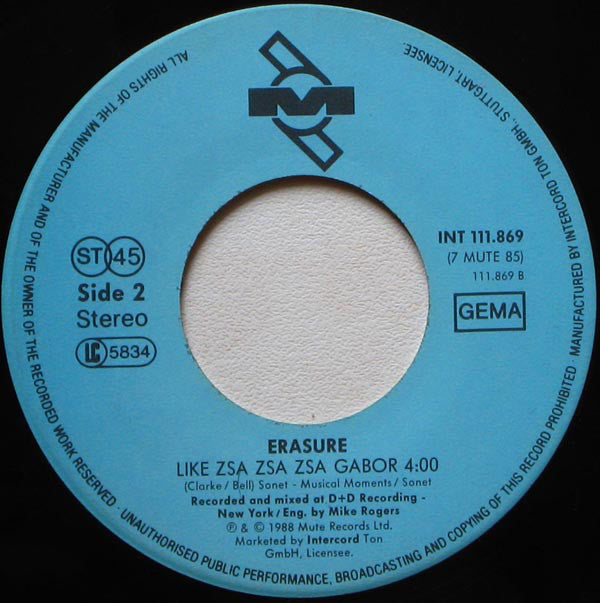 M
ST 45
Side 2
Stereo
LC 5834
INT 111.869
(7 MUTE 85)
111.869 B
GEMA
ERASURE
LIKE ZSA ZSA ZSA GABOR 4:00
(Clarke / Bell) Sonet - Musical Moments / Sonet
Recorded and mixed at D+D Recording -
New York / Eng. by Mike Rogers
℗ & © 1988 Mute Records Ltd.
Marketed by Intercord Ton
GmbH, Licensee.
ALL RIGHTS OF THE MANUFACTURER AND OF THE OWNER OF THE RECORDED WORK RESERVED · UNAUTHORISED PUBLIC PERFORMANCE, BROADCASTING AND COPYING OF THIS RECORD PROHIBITED · MANUFACTURED BY INTERCORD TON GMBH., STUTTGART, LICENSEE.